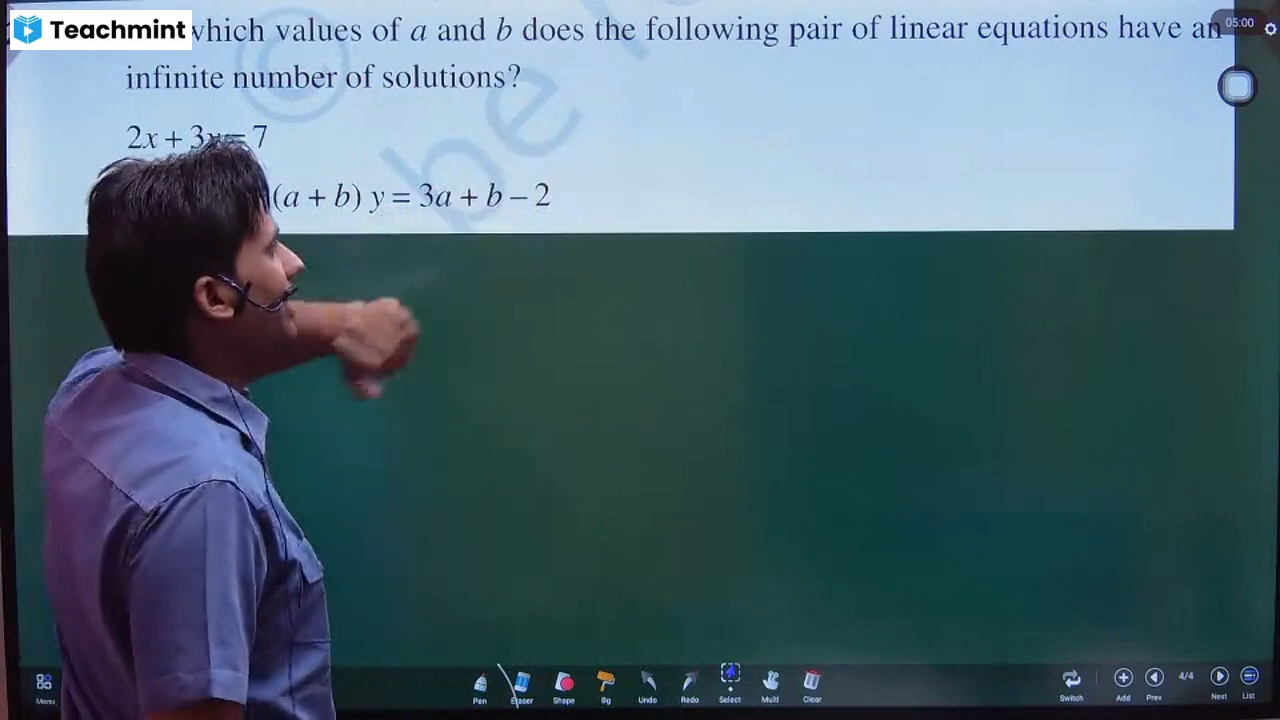 Teachmint
which values of a and b does the following pair of linear equations have an
infinite number of solutions?
2x + 3y = 7
(a + b) y = 3a + b – 2
05:00
be
Menu
Pen
Eraser
Shape
Bg
Undo
Redo
Select
Multi
Clear
Switch
Add
Prev
4/4
Next
List